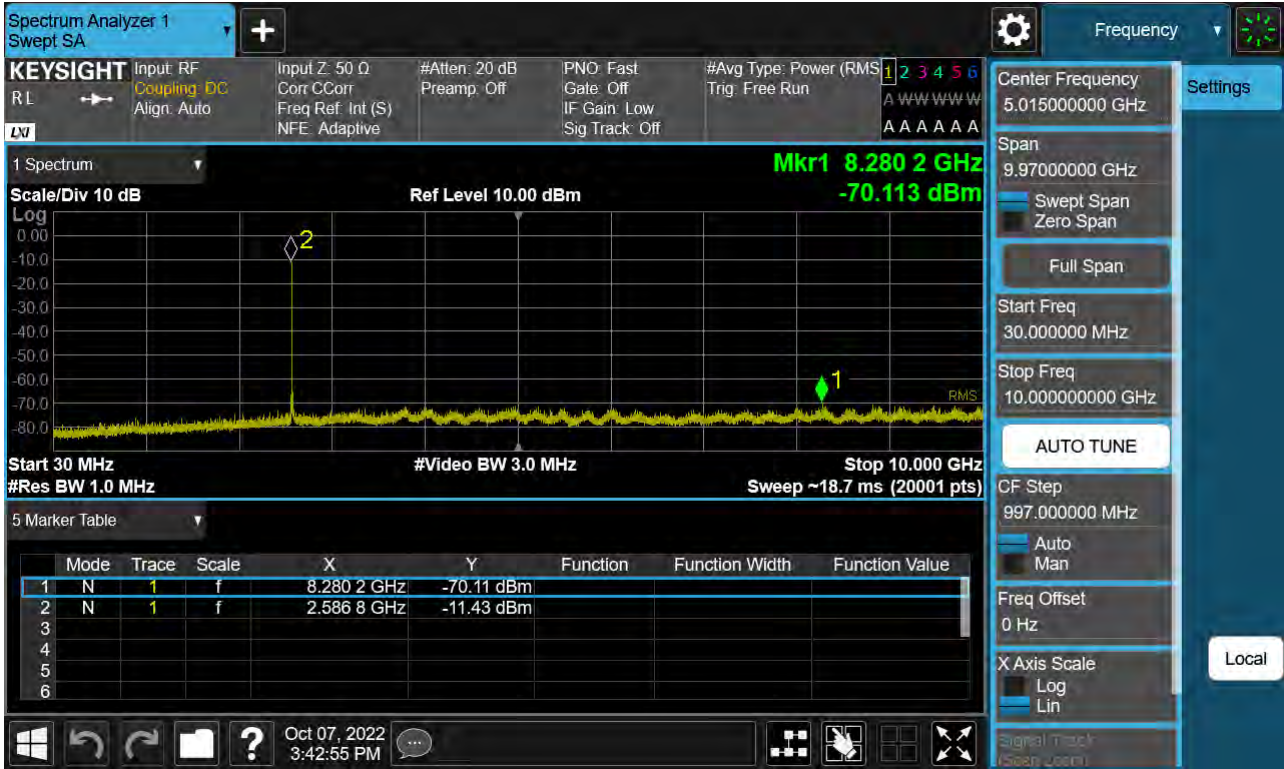 Spectrum Analyzer 1
Swept SA
+
Frequency
KEYSIGHT
RL
LXI
Input: RF
Coupling: DC
Align: Auto
Input Z: 50 Ω
Corr CCorr
Freq Ref: Int (S)
NFE: Adaptive
#Atten: 20 dB
Preamp: Off
PNO: Fast
Gate: Off
IF Gain: Low
Sig Track: Off
#Avg Type: Power (RMS
Trig: Free Run
1 2 3 4 5 6
A W W W W W
A A A A A A
1 Spectrum
Mkr1 8.280 2 GHz
Scale/Div 10 dB
Ref Level 10.00 dBm
-70.113 dBm
Log
0.00
-10.0
-20.0
-30.0
-40.0
-50.0
-60.0
-70.0
-80.0
2
1
RMS
Start 30 MHz
#Video BW 3.0 MHz
Stop 10.000 GHz
#Res BW 1.0 MHz
Sweep ~18.7 ms (20001 pts)
5 Marker Table
Mode Trace Scale X Y Function Function Width Function Value
1 N 1 f 8.280 2 GHz -70.11 dBm
2 N 1 f 2.586 8 GHz -11.43 dBm
3
4
5
6
Oct 07, 2022
3:42:55 PM
?
Center Frequency
5.015000000 GHz
Span
9.97000000 GHz
Swept Span
Zero Span
Full Span
Start Freq
30.000000 MHz
Stop Freq
10.000000000 GHz
AUTO TUNE
CF Step
997.000000 MHz
Auto
Man
Freq Offset
0 Hz
X Axis Scale
Log
Lin
Signal Track
(Span Zoom)
Settings
Local